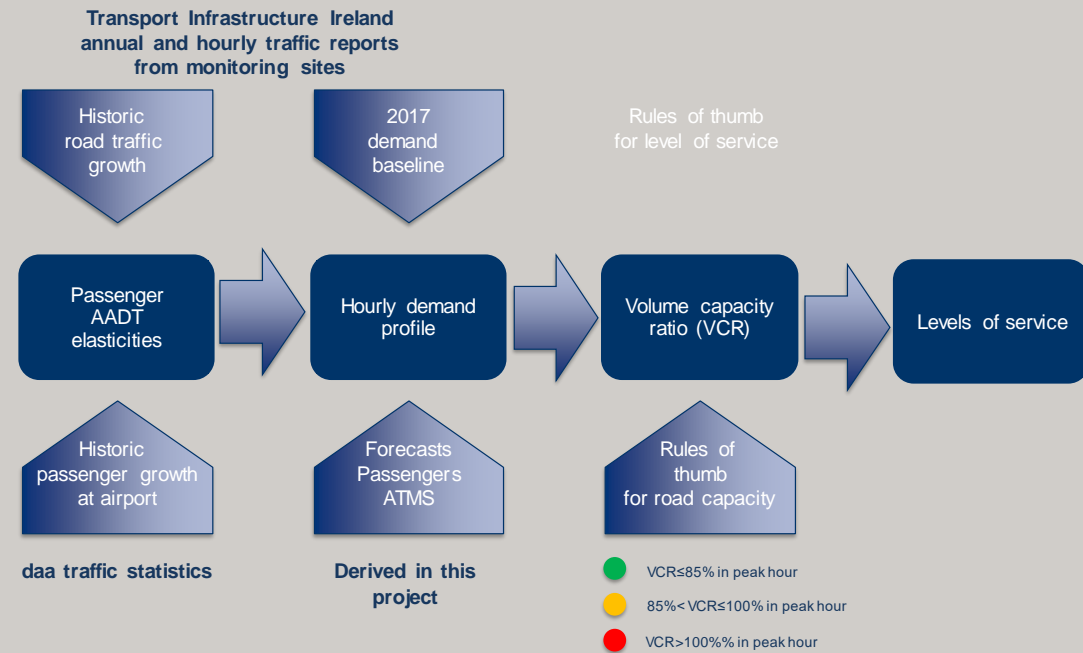 Transport Infrastructure Ireland
annual and hourly traffic reports
from monitoring sites
Historic
road traffic
growth
2017
demand
baseline
Rules of thumb
for level of service
Passenger
AADT
elasticities
Hourly demand
profile
Volume capacity
ratio (VCR)
Levels of service
Historic
passenger growth
at airport
Forecasts
Passengers
ATMS
Rules of
thumb
for road capacity
daa traffic statistics
Derived in this
project
VCR≤85% in peak hour
85%< VCR≤100% in peak hour
VCR>100%% in peak hour